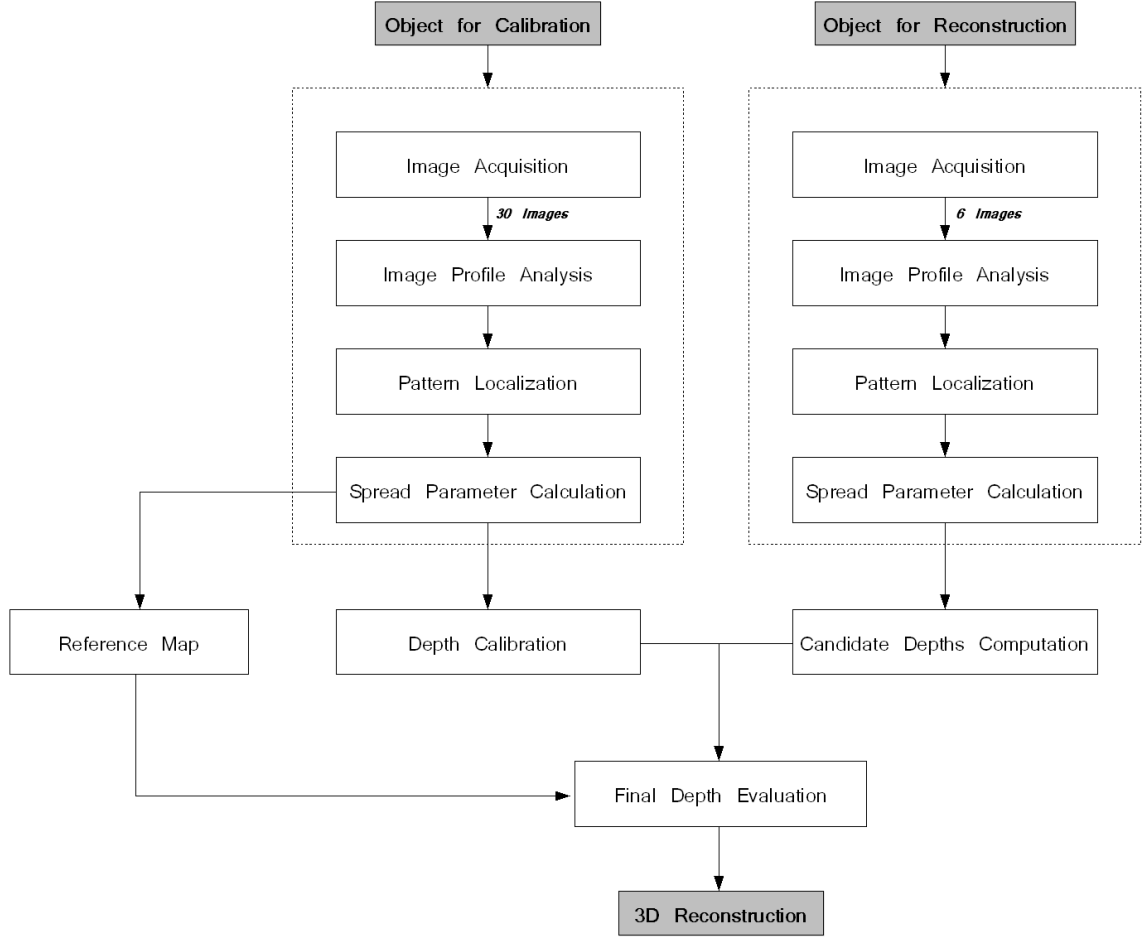 Object for Calibration
Object for Reconstruction
Image Acquisition
Image Acquisition
30 Images
6 Images
Image Profile Analysis
Image Profile Analysis
Pattern Localization
Pattern Localization
Spread Parameter Calculation
Spread Parameter Calculation
Reference Map
Depth Calibration
Candidate Depths Computation
Final Depth Evaluation
3D Reconstruction